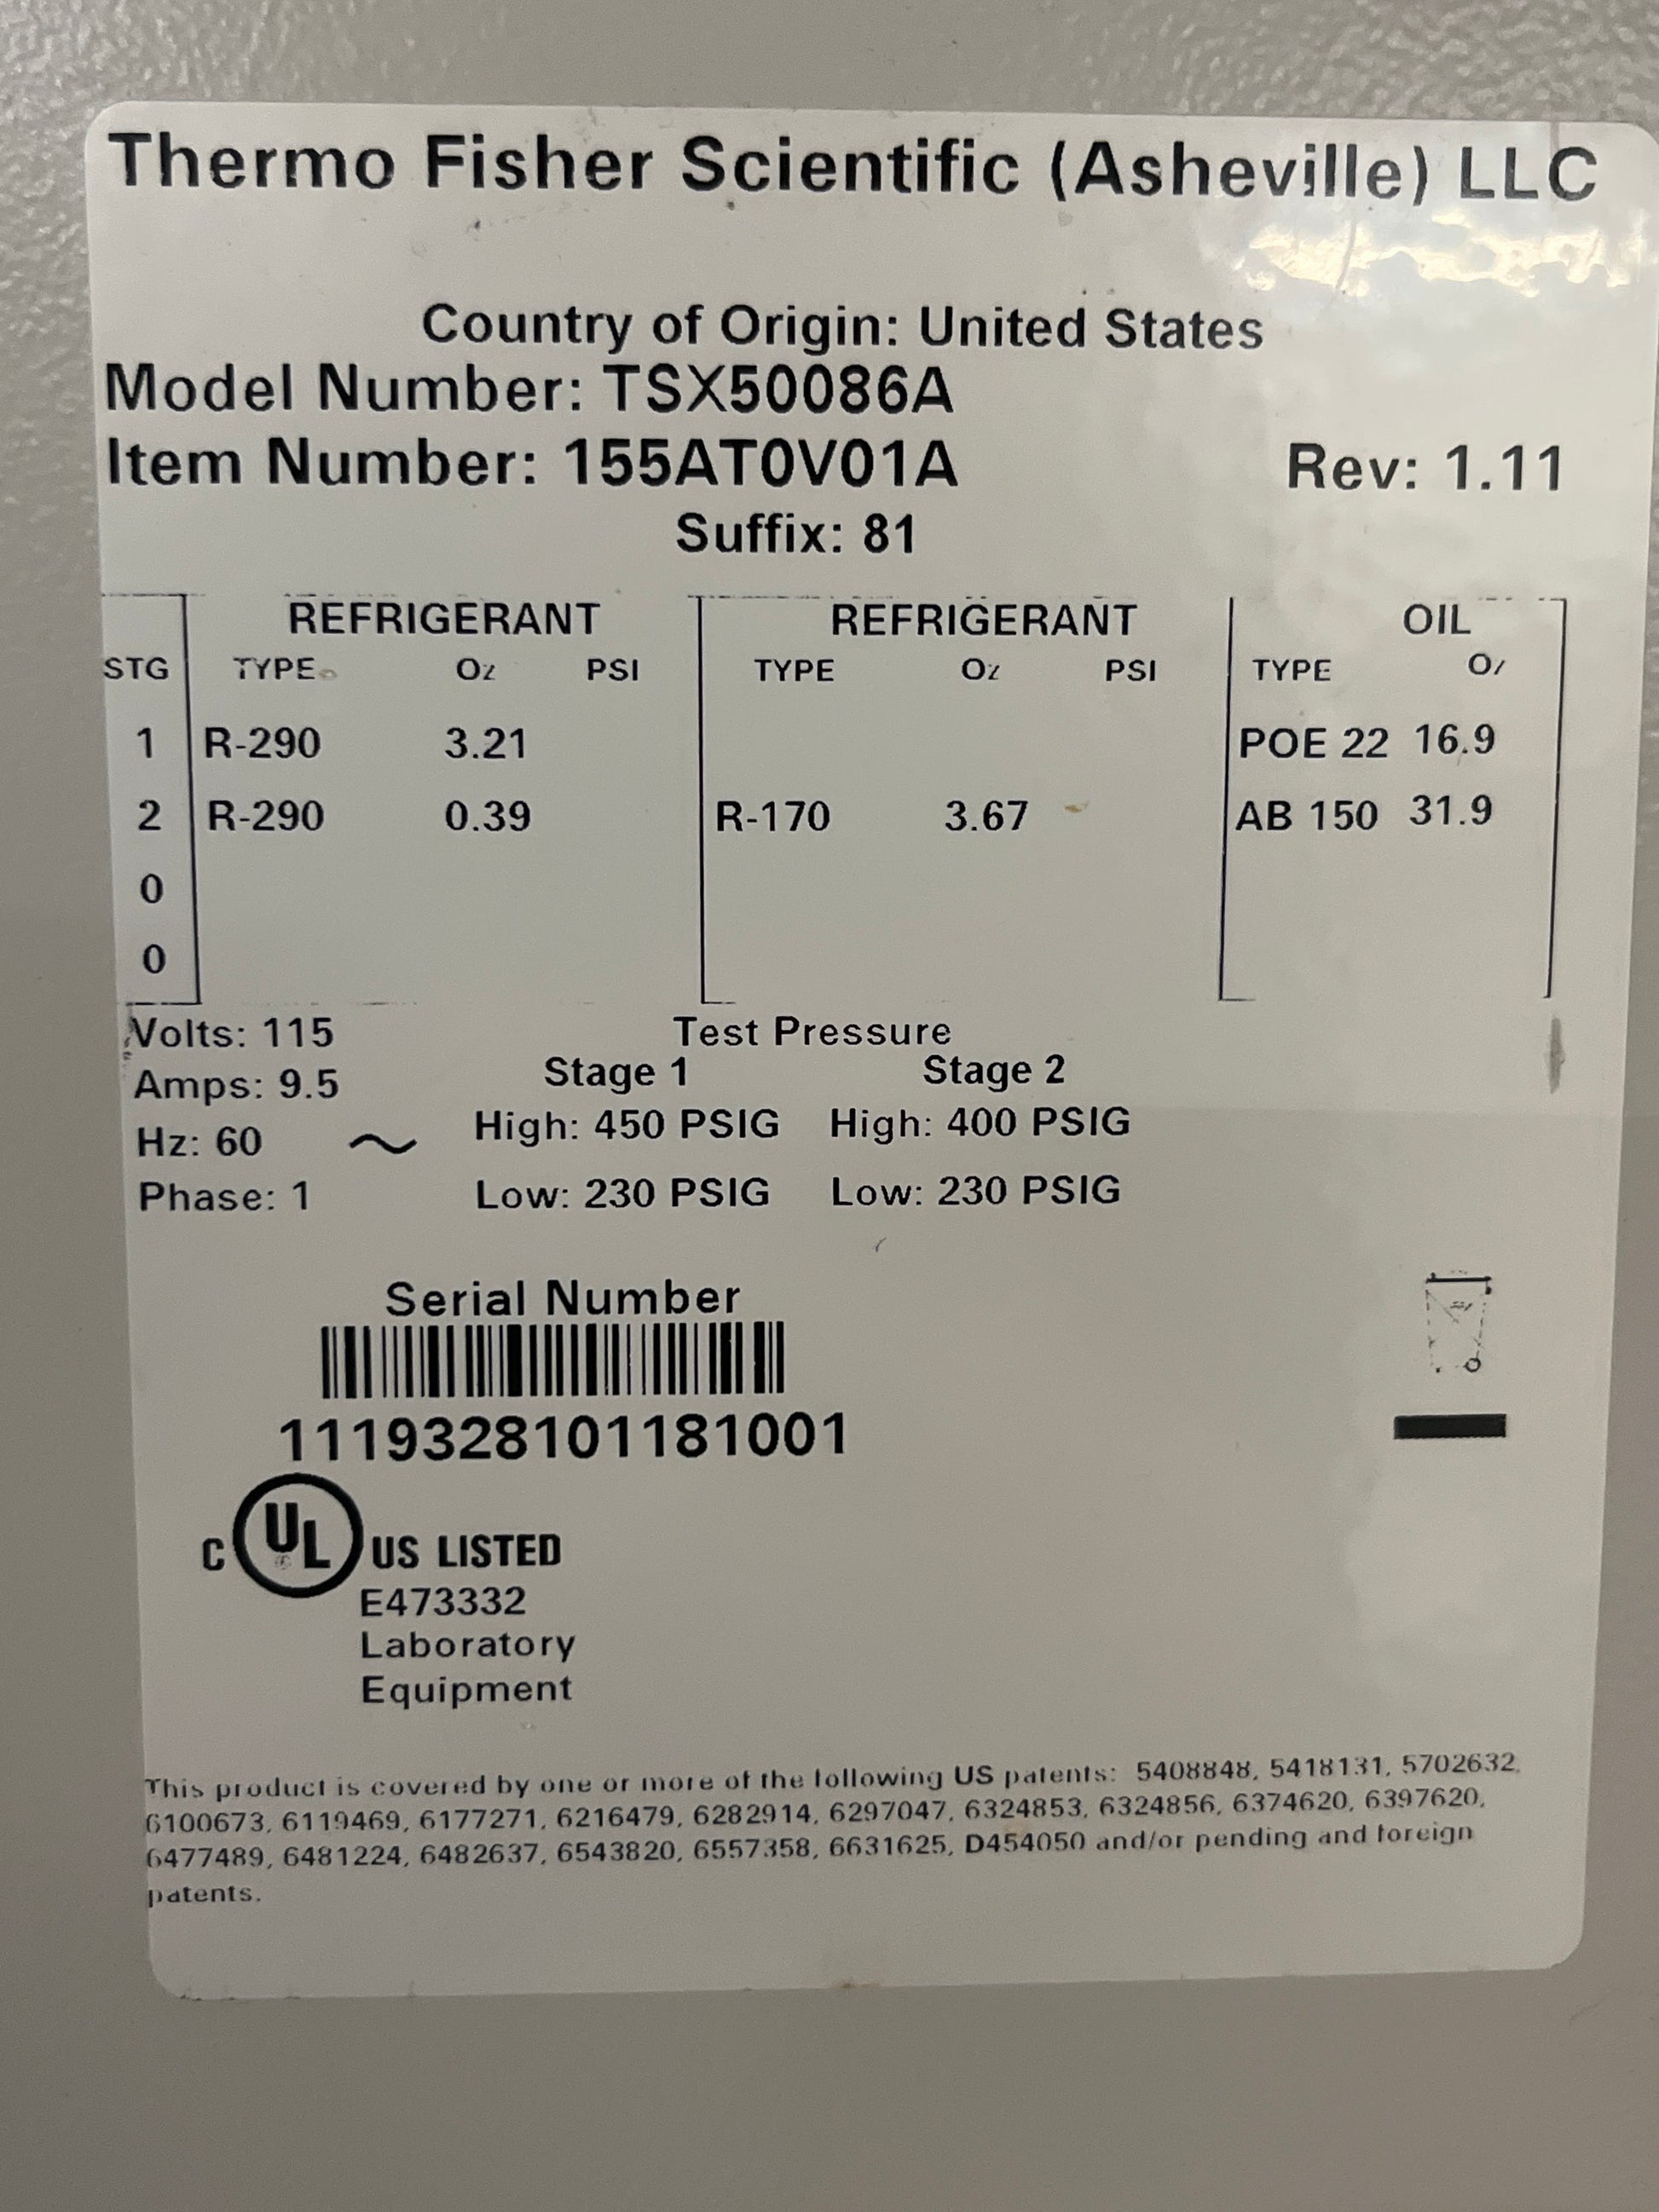 Thermo Fisher Scientific (Asheville) LLC
Country of Origin: United States
Model Number: TSX50086A
Item Number: 155AT0V01A Rev: 1.11
Suffix: 81
REFRIGERANT REFRIGERANT OIL
STG TYPE Oz PSI TYPE Oz PSI TYPE Oz
1 R-290 3.21 POE 22 16.9
2 R-290 0.39 R-170 3.67 AB 150 31.9
0
0
Volts: 115 Test Pressure
Amps: 9.5 Stage 1 Stage 2
Hz: 60 ~ High: 450 PSIG High: 400 PSIG
Phase: 1 Low: 230 PSIG Low: 230 PSIG
Serial Number
1119328101181001
C UL US LISTED
E473332
Laboratory
Equipment
This product is covered by one or more of the following US patents: 5408848, 5418131, 5702632,
6100673, 6119469, 6177271, 6216479, 6282914, 6297047, 6324853, 6324856, 6374620, 6397620,
6477489, 6481224, 6482637, 6543820, 6557358, 6631625, D454050 and/or pending and foreign
patents.